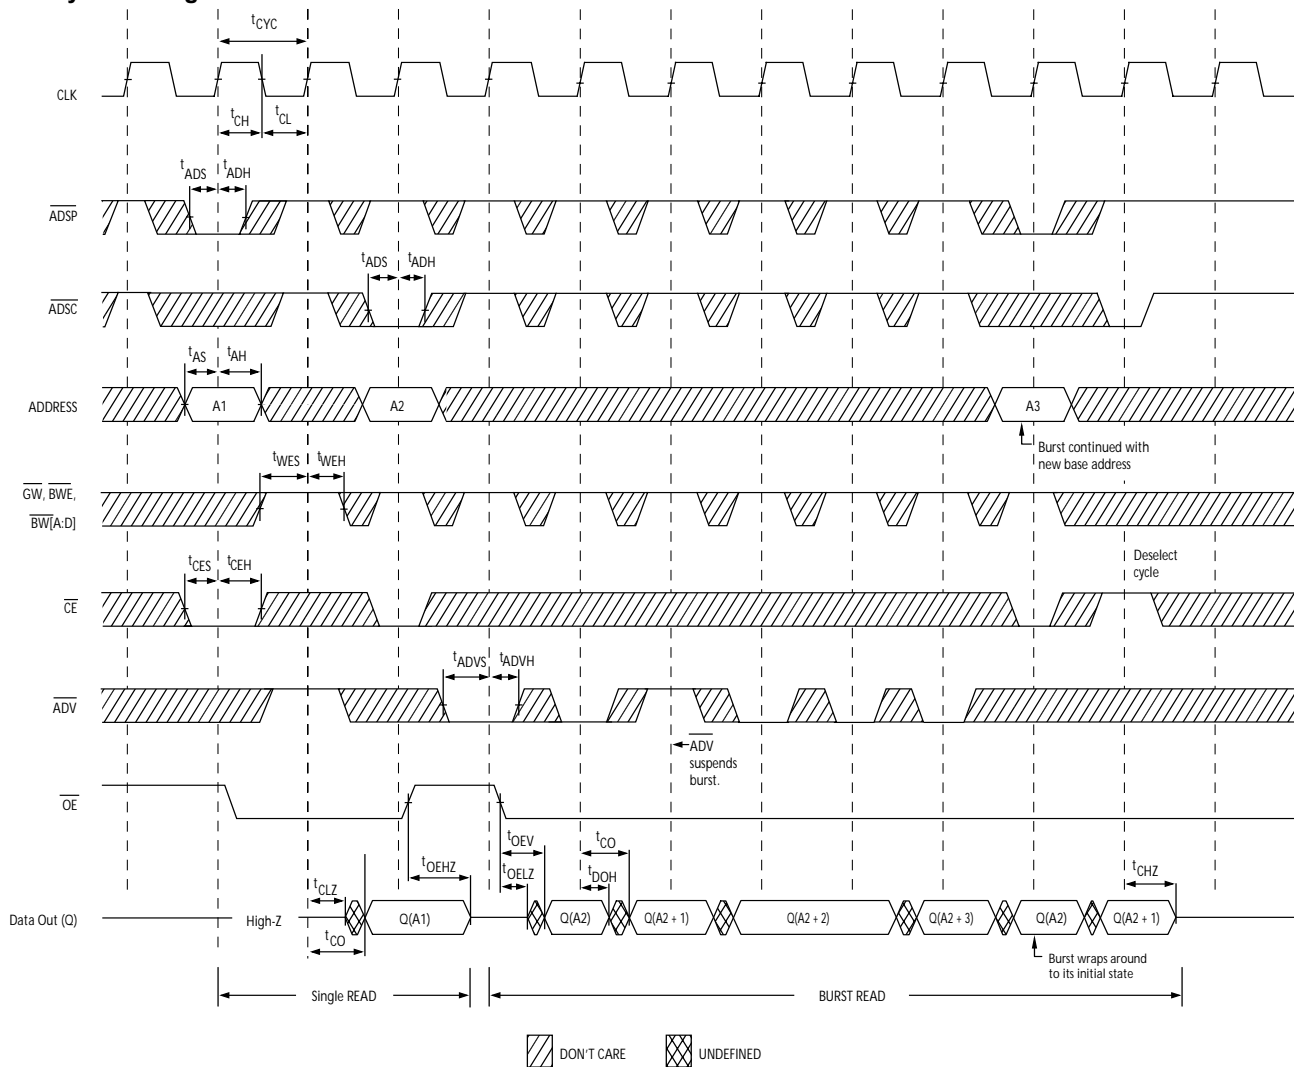 tCYC
CLK
tCH
tCL
tADS
tADH
ADSP
tADS
tADH
ADSC
tAS
tAH
ADDRESS
A1
A2
A3
Burst continued with
new base address
tWES
tWEH
GW, BWE,
BW[A:D]
Deselect
cycle
tCES
tCEH
CE
tADVS
tADVH
ADV
ADV
suspends
burst.
OE
tOEHZ
tOEV
tOELZ
tCO
tDOH
tCLZ
tCHZ
Data Out (Q)
High-Z
Q(A1)
Q(A2)
Q(A2 + 1)
Q(A2 + 2)
Q(A2 + 3)
Q(A2)
Q(A2 + 1)
tCO
Burst wraps around
to its initial state
Single READ
BURST READ
DON'T CARE
UNDEFINED